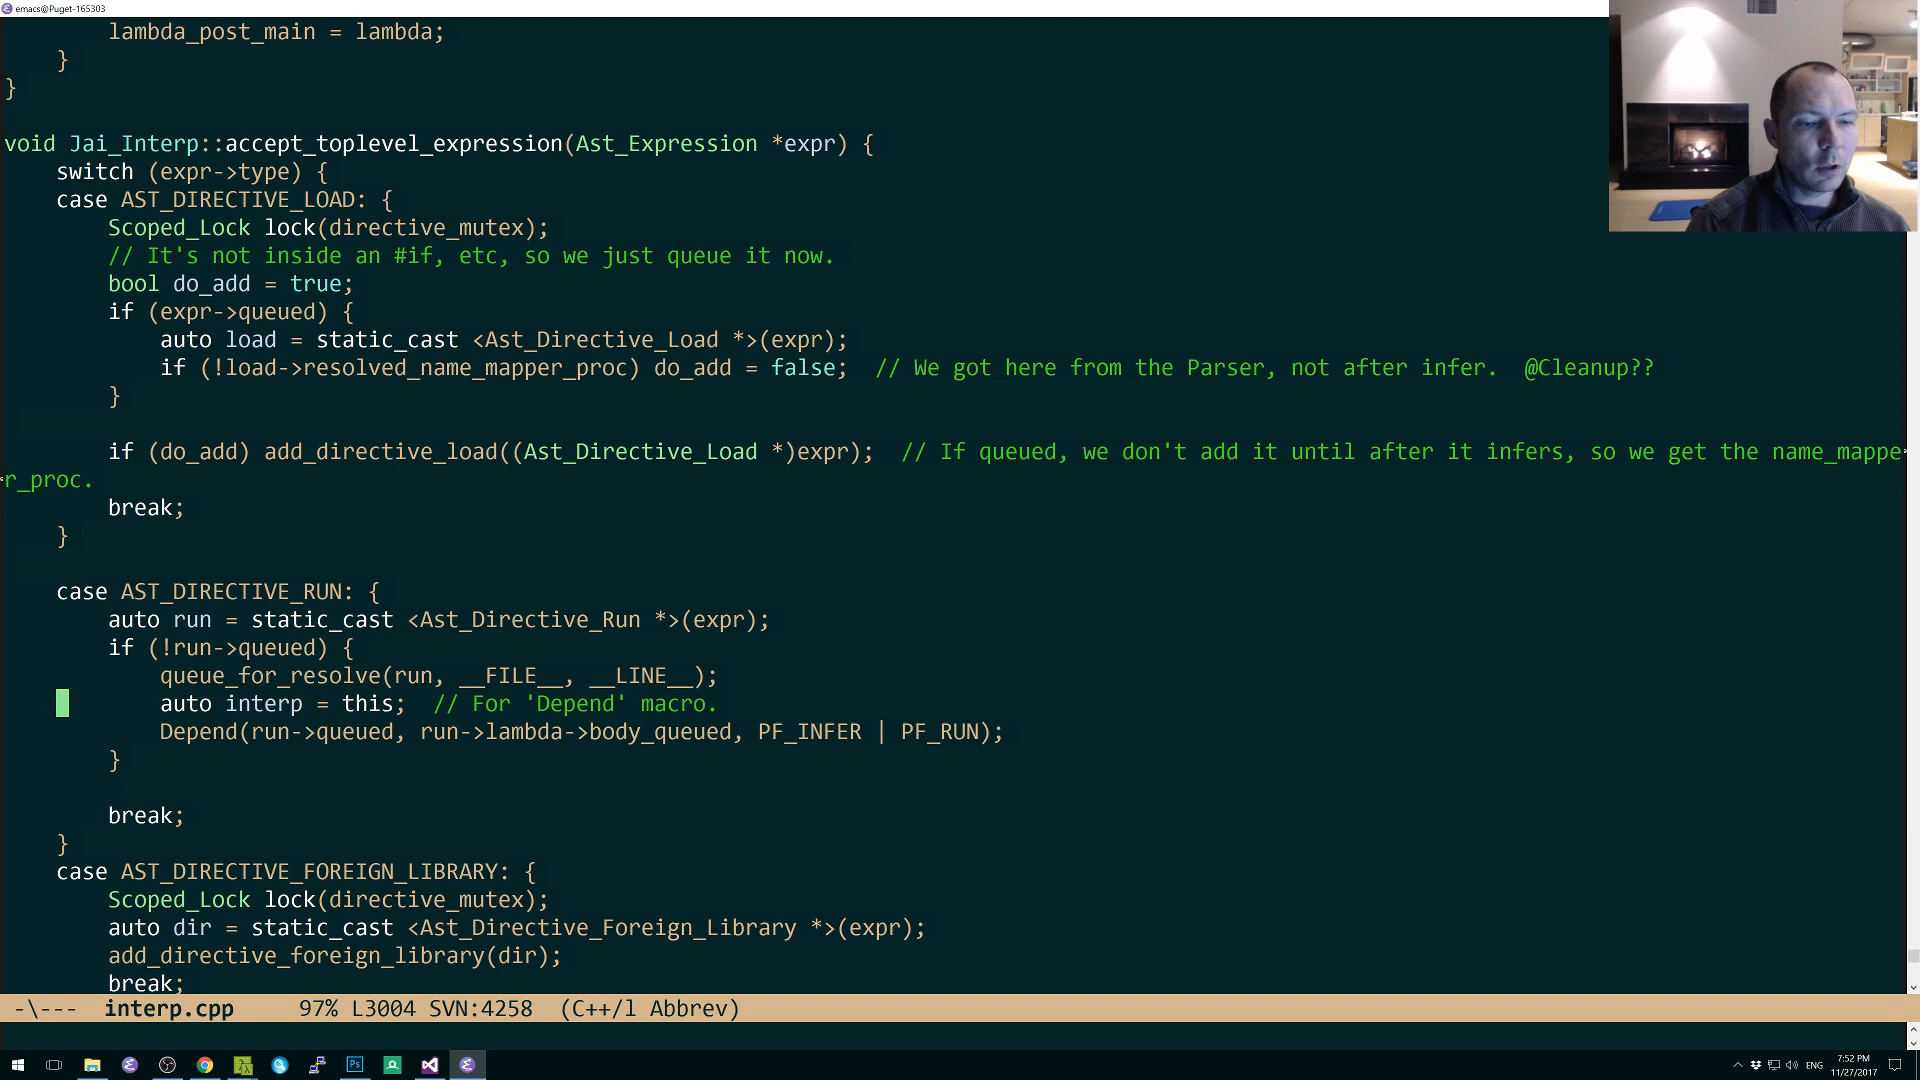 emacs@Puget-165303
lambda_post_main = lambda;
}
}
void Jai_Interp::accept_toplevel_expression(Ast_Expression *expr) {
switch (expr->type) {
case AST_DIRECTIVE_LOAD: {
Scoped_Lock lock(directive_mutex);
// It's not inside an #if, etc, so we just queue it now.
bool do_add = true;
if (expr->queued) {
auto load = static_cast <Ast_Directive_Load *>(expr);
if (!load->resolved_name_mapper_proc) do_add = false;  // We got here from the Parser, not after infer.  @Cleanup??
}
if (do_add) add_directive_load((Ast_Directive_Load *)expr);  // If queued, we don't add it until after it infers, so we get the name_mappe
r_proc.
break;
}
case AST_DIRECTIVE_RUN: {
auto run = static_cast <Ast_Directive_Run *>(expr);
if (!run->queued) {
queue_for_resolve(run, __FILE__, __LINE__);
auto interp = this;  // For 'Depend' macro.
Depend(run->queued, run->lambda->body_queued, PF_INFER | PF_RUN);
}
break;
}
case AST_DIRECTIVE_FOREIGN_LIBRARY: {
Scoped_Lock lock(directive_mutex);
auto dir = static_cast <Ast_Directive_Foreign_Library *>(expr);
add_directive_foreign_library(dir);
break;
-\---  interp.cpp     97% L3004 SVN:4258  (C++/l Abbrev)
Ps
ENG
7:52 PM
11/27/2017